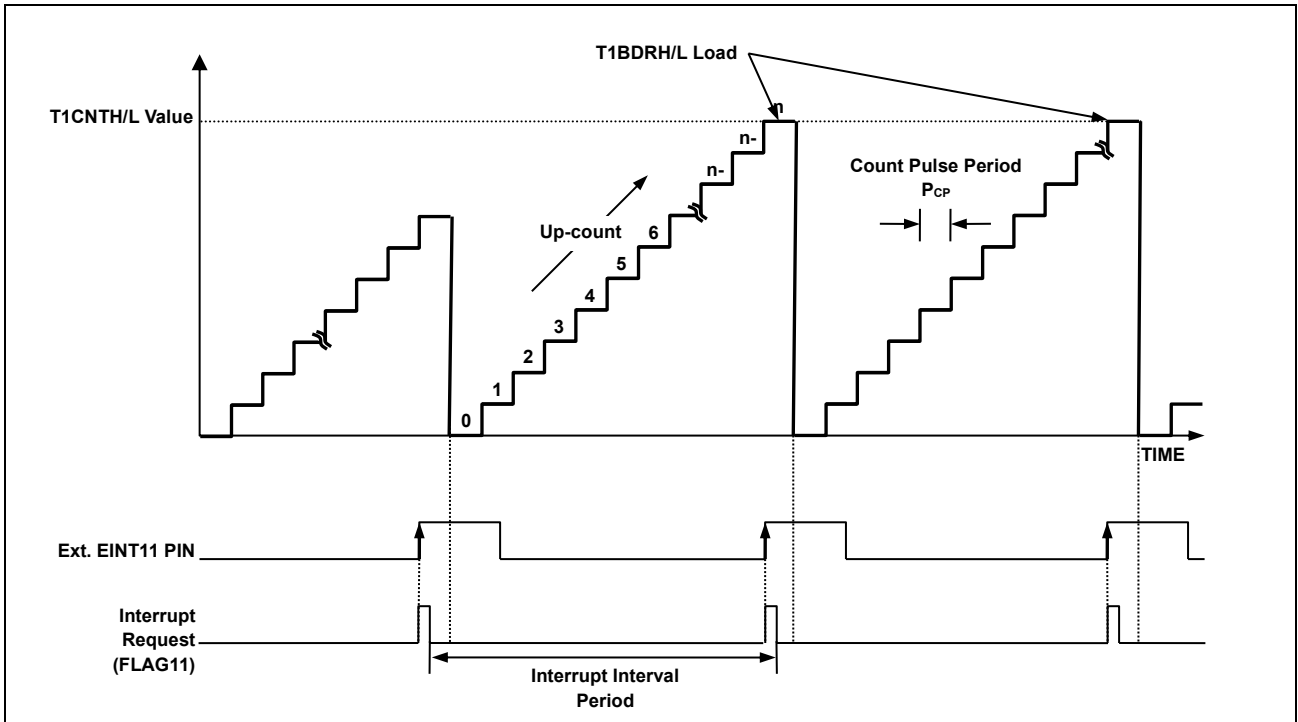 T1BDRH/L Load
T1CNTH/L Value
n
n-
n-
Count Pulse Period
PCP
Up-count
6
5
4
3
2
1
0
TIME
Ext. EINT11 PIN
Interrupt
Request
(FLAG11)
Interrupt Interval
Period